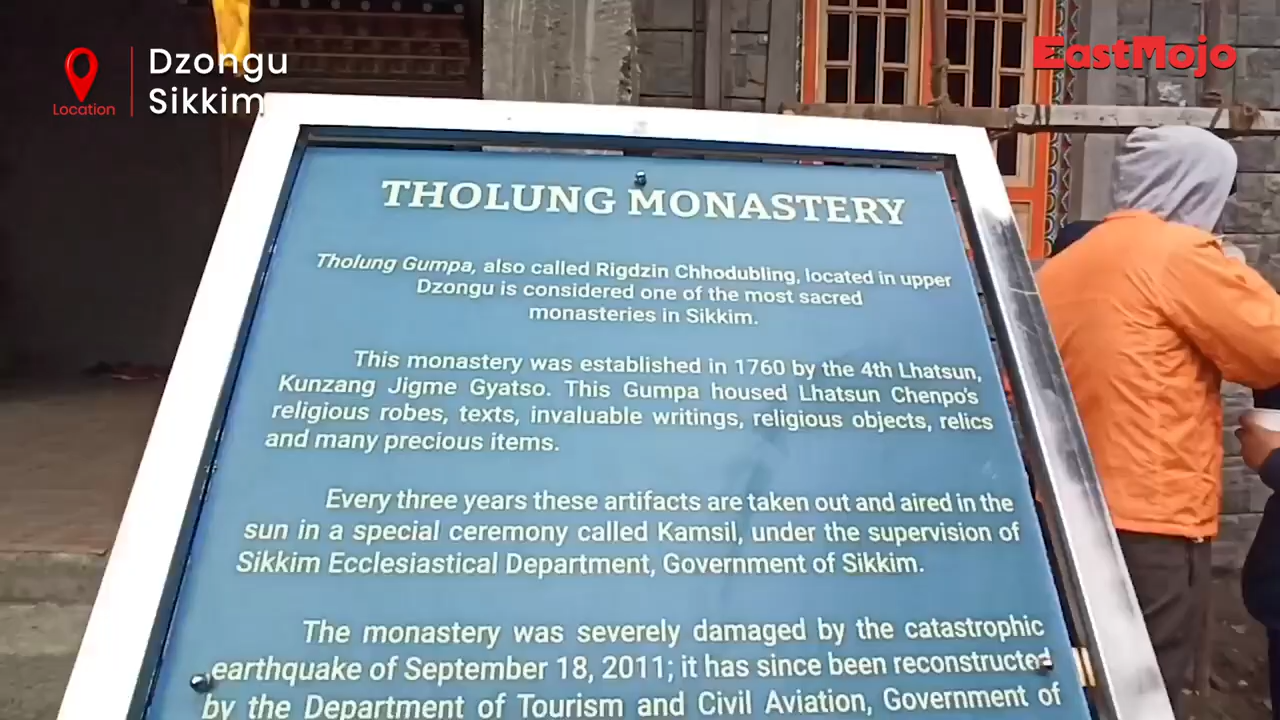 Dzongu
Sikkim
Location
EastMojo
THOLUNG MONASTERY
Tholung Gumpa, also called Rigdzin Chhodubling, located in upper
Dzongu is considered one of the most sacred
monasteries in Sikkim.
This monastery was established in 1760 by the 4th Lhatsun,
Kunzang Jigme Gyatso. This Gumpa housed Lhatsun Chenpo's
religious robes, texts, invaluable writings, religious objects, relics
and many precious items.
Every three years these artifacts are taken out and aired in the
sun in a special ceremony called Kamsil, under the supervision of
Sikkim Ecclesiastical Department, Government of Sikkim.
The monastery was severely damaged by the catastrophic
earthquake of September 18, 2011; it has since been reconstructed
by the Department of Tourism and Civil Aviation, Government of